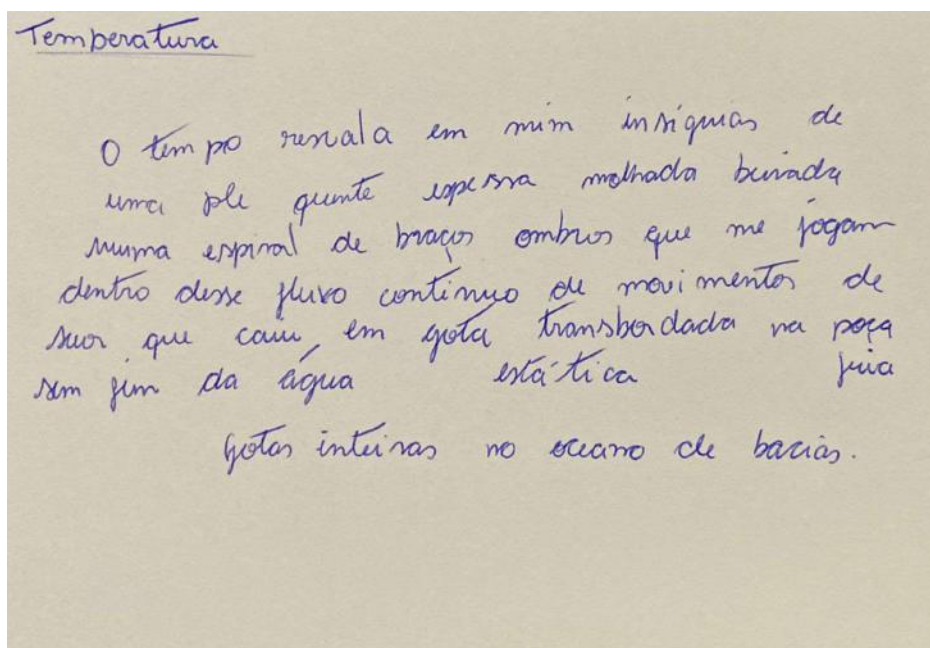 Temperatura
O tempo resvala em mim insígnias de
uma pele quente espessa molhada beirada
numa espiral de braços ombros que me jogam
dentro desse fluxo contínuo de movimentos de
suor que caiu em gota transbordada na poça
sem fim da água estática fria
Gotas inteiras no oceano de bacias.